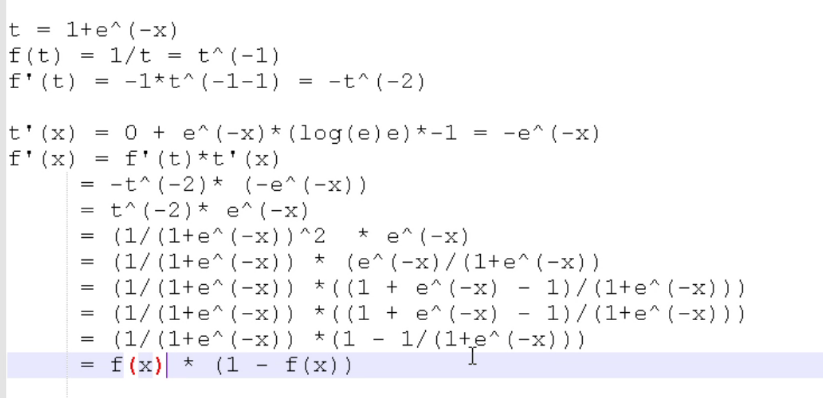 t = 1+e^(-x)
f(t) = 1/t = t^(-1)
f'(t) = -1*t^(-1-1) = -t^(-2)
t'(x) = 0 + e^(-x)*(log(e)e)*-1 = -e^(-x)
f'(x) = f'(t)*t'(x)
= -t^(-2)* (-e^(-x))
= t^(-2)* e^(-x)
= (1/(1+e^(-x))^2  * e^(-x)
= (1/(1+e^(-x)) * (e^(-x)/(1+e^(-x))
= (1/(1+e^(-x)) *((1 + e^(-x) - 1)/(1+e^(-x)))
= (1/(1+e^(-x)) *((1 + e^(-x) - 1)/(1+e^(-x)))
= (1/(1+e^(-x)) *(1 - 1/(1+e^(-x)))
= f(x) * (1 - f(x))